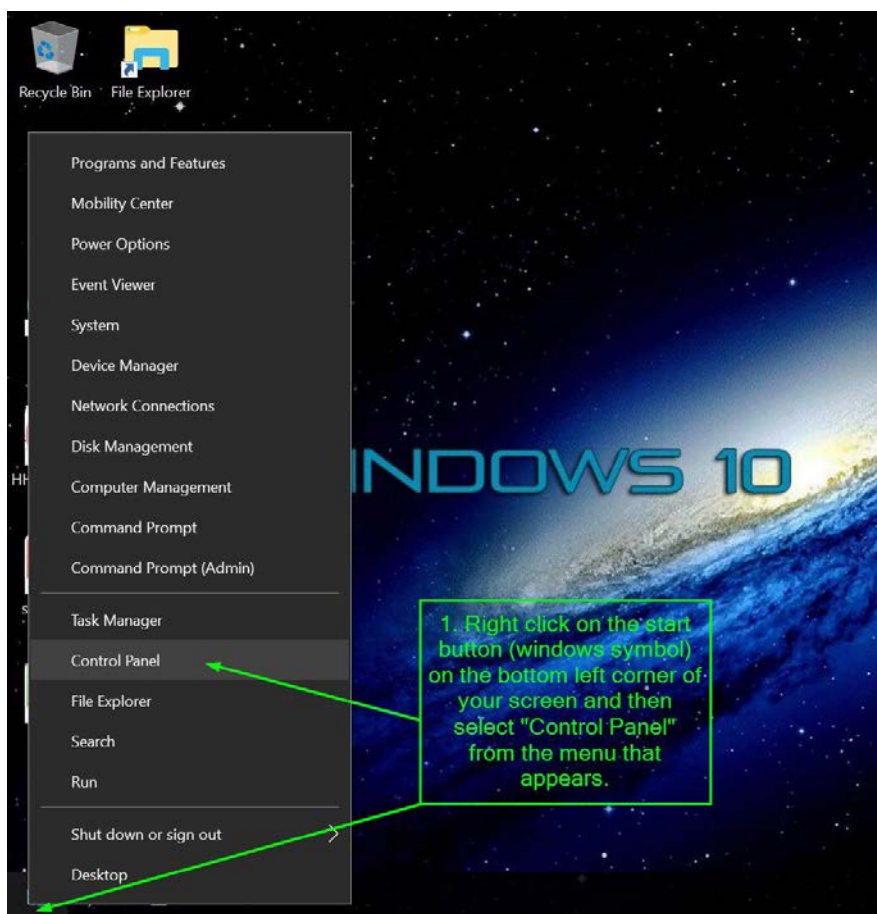 Recycle Bin
File Explorer
Programs and Features
Mobility Center
Power Options
Event Viewer
System
Device Manager
Network Connections
Disk Management
HH
Computer Management
INDOWS 10
Command Prompt
Command Prompt (Admin)
s
Task Manager
Control Panel
File Explorer
Search
Run
Shut down or sign out
Desktop
1. Right click on the start
button (windows symbol)
on the bottom left corner of
your screen and then
select "Control Panel"
from the menu that
appears.